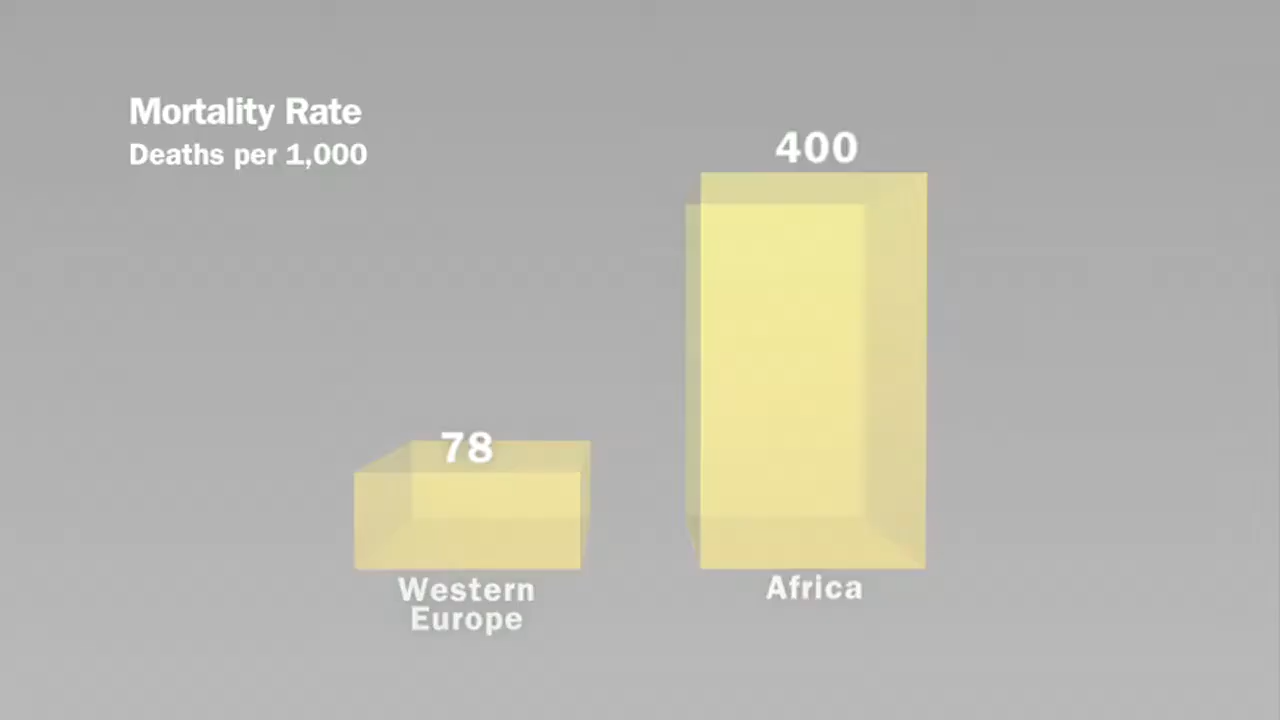 Mortality Rate
Deaths per 1,000
400
78
Western
Europe
Africa